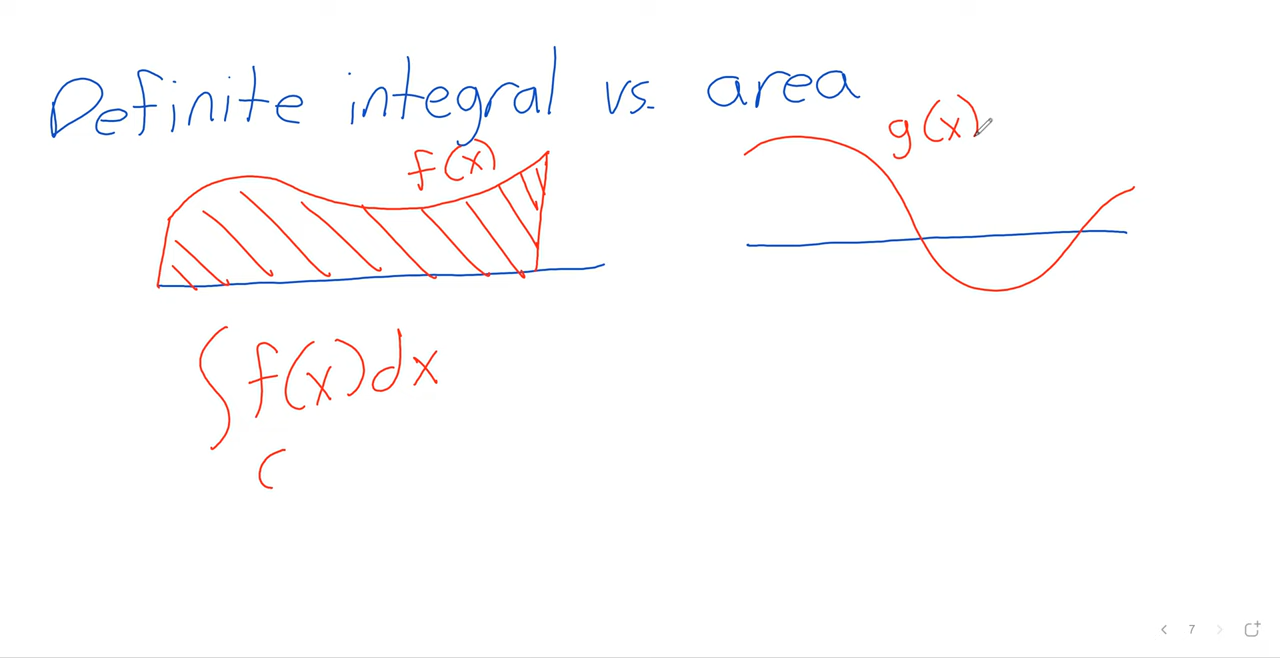 Definite integral vs. area
f(x)
g(x)
∫ f(x) dx
(
7